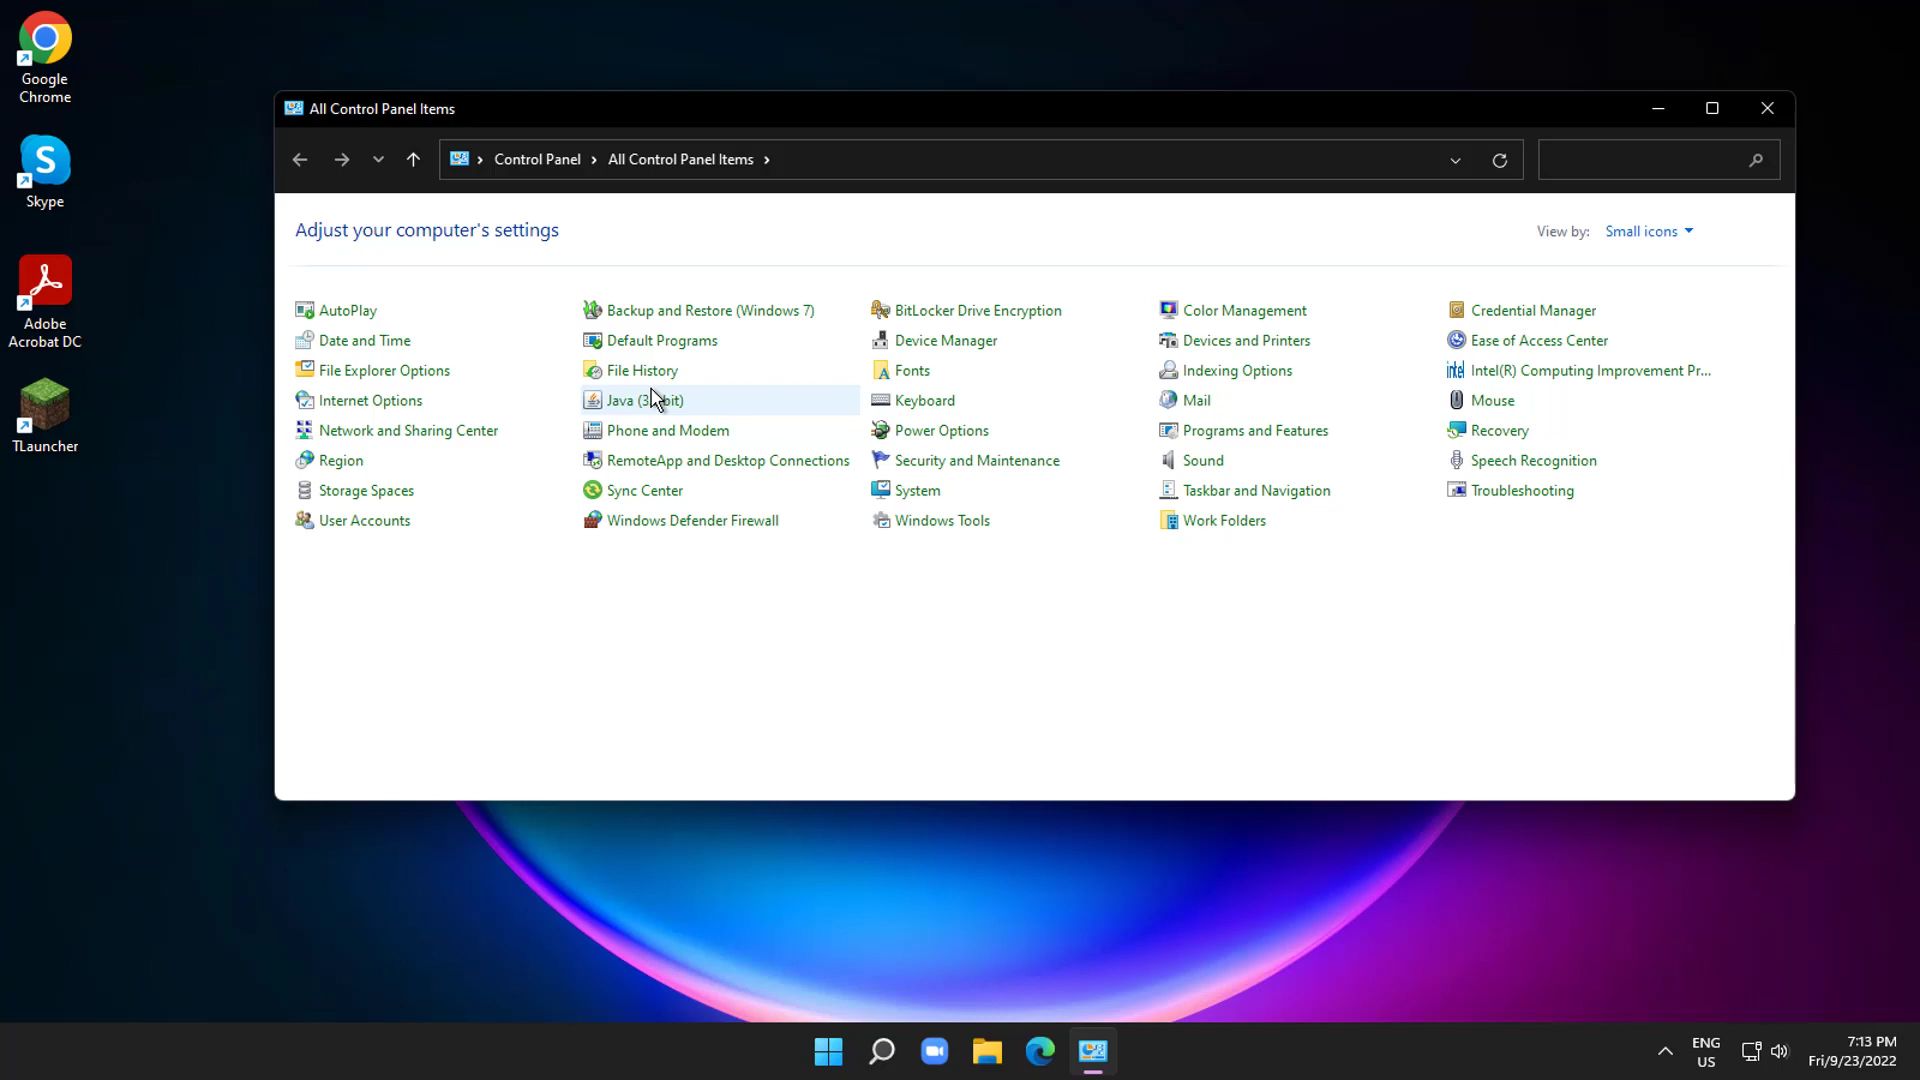 Google
Chrome
Skype
Adobe
Acrobat DC
TLauncher
All Control Panel Items
Control Panel
All Control Panel Items
Adjust your computer's settings
View by:
Small icons
AutoPlay
Backup and Restore (Windows 7)
BitLocker Drive Encryption
Color Management
Credential Manager
Date and Time
Default Programs
Device Manager
Devices and Printers
Ease of Access Center
File Explorer Options
File History
Fonts
Indexing Options
Intel(R) Computing Improvement Pr...
Internet Options
Java (32-bit)
Keyboard
Mail
Mouse
Network and Sharing Center
Phone and Modem
Power Options
Programs and Features
Recovery
Region
RemoteApp and Desktop Connections
Security and Maintenance
Sound
Speech Recognition
Storage Spaces
Sync Center
System
Taskbar and Navigation
Troubleshooting
User Accounts
Windows Defender Firewall
Windows Tools
Work Folders
ENG
US
7:13 PM
Fri/9/23/2022